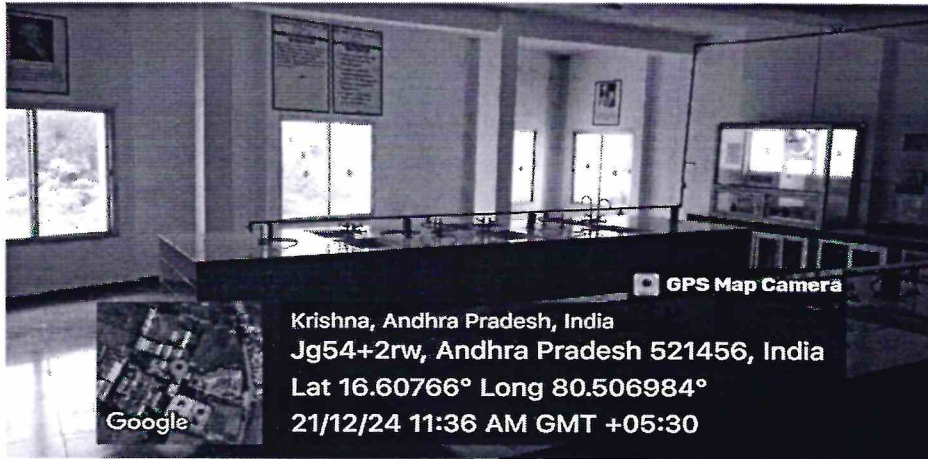 GPS Map Camera
Krishna, Andhra Pradesh, India
Jg54+2rw, Andhra Pradesh 521456, India
Lat 16.60766° Long 80.506984°
21/12/24 11:36 AM GMT +05:30
Google